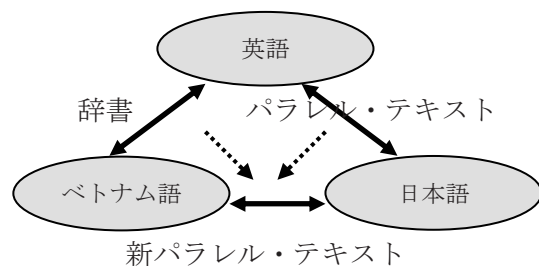 英語
辞書
パラレル・テキスト
ベトナム語
日本語
新パラレル・テキスト